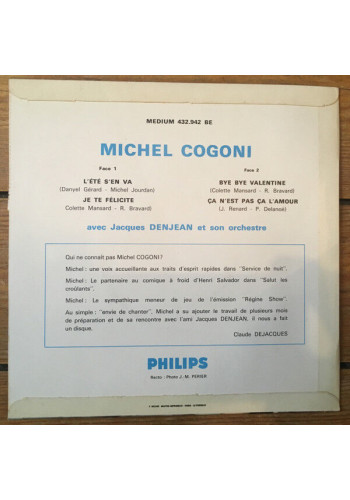 MEDIUM 432.942 BE
MICHEL COGONI
Face 1
L'ÉTÉ S'EN VA
(Danyel Gérard - Michel Jourdan)
JE TE FÉLICITE
Colette Mansard - R. Bravard)
Face 2
BYE BYE VALENTINE
(Colette Mansard - R. Bravard)
ÇA N'EST PAS ÇA L'AMOUR
(J. Renard - P. Delanoë)
avec Jacques DENJEAN et son orchestre
Qui ne connaît pas Michel COGONI?
Michel : une voix accueillante aux traits d'esprit rapides dans "Service de nuit".
Michel : Le partenaire au comique à froid d'Henri Salvador dans "Salut les
croûlants".
Michel : Le sympathique meneur de jeu de l'émission "Régine Show".
Au simple : "envie de chanter", Michel a su ajouter le travail de plusieurs mois
de préparation et de sa rencontre avec l'ami Jacques DENJEAN, il nous a fait
un disque.
Claude DEJACQUES
PHILIPS
Recto : Photo J.-M. PERIER